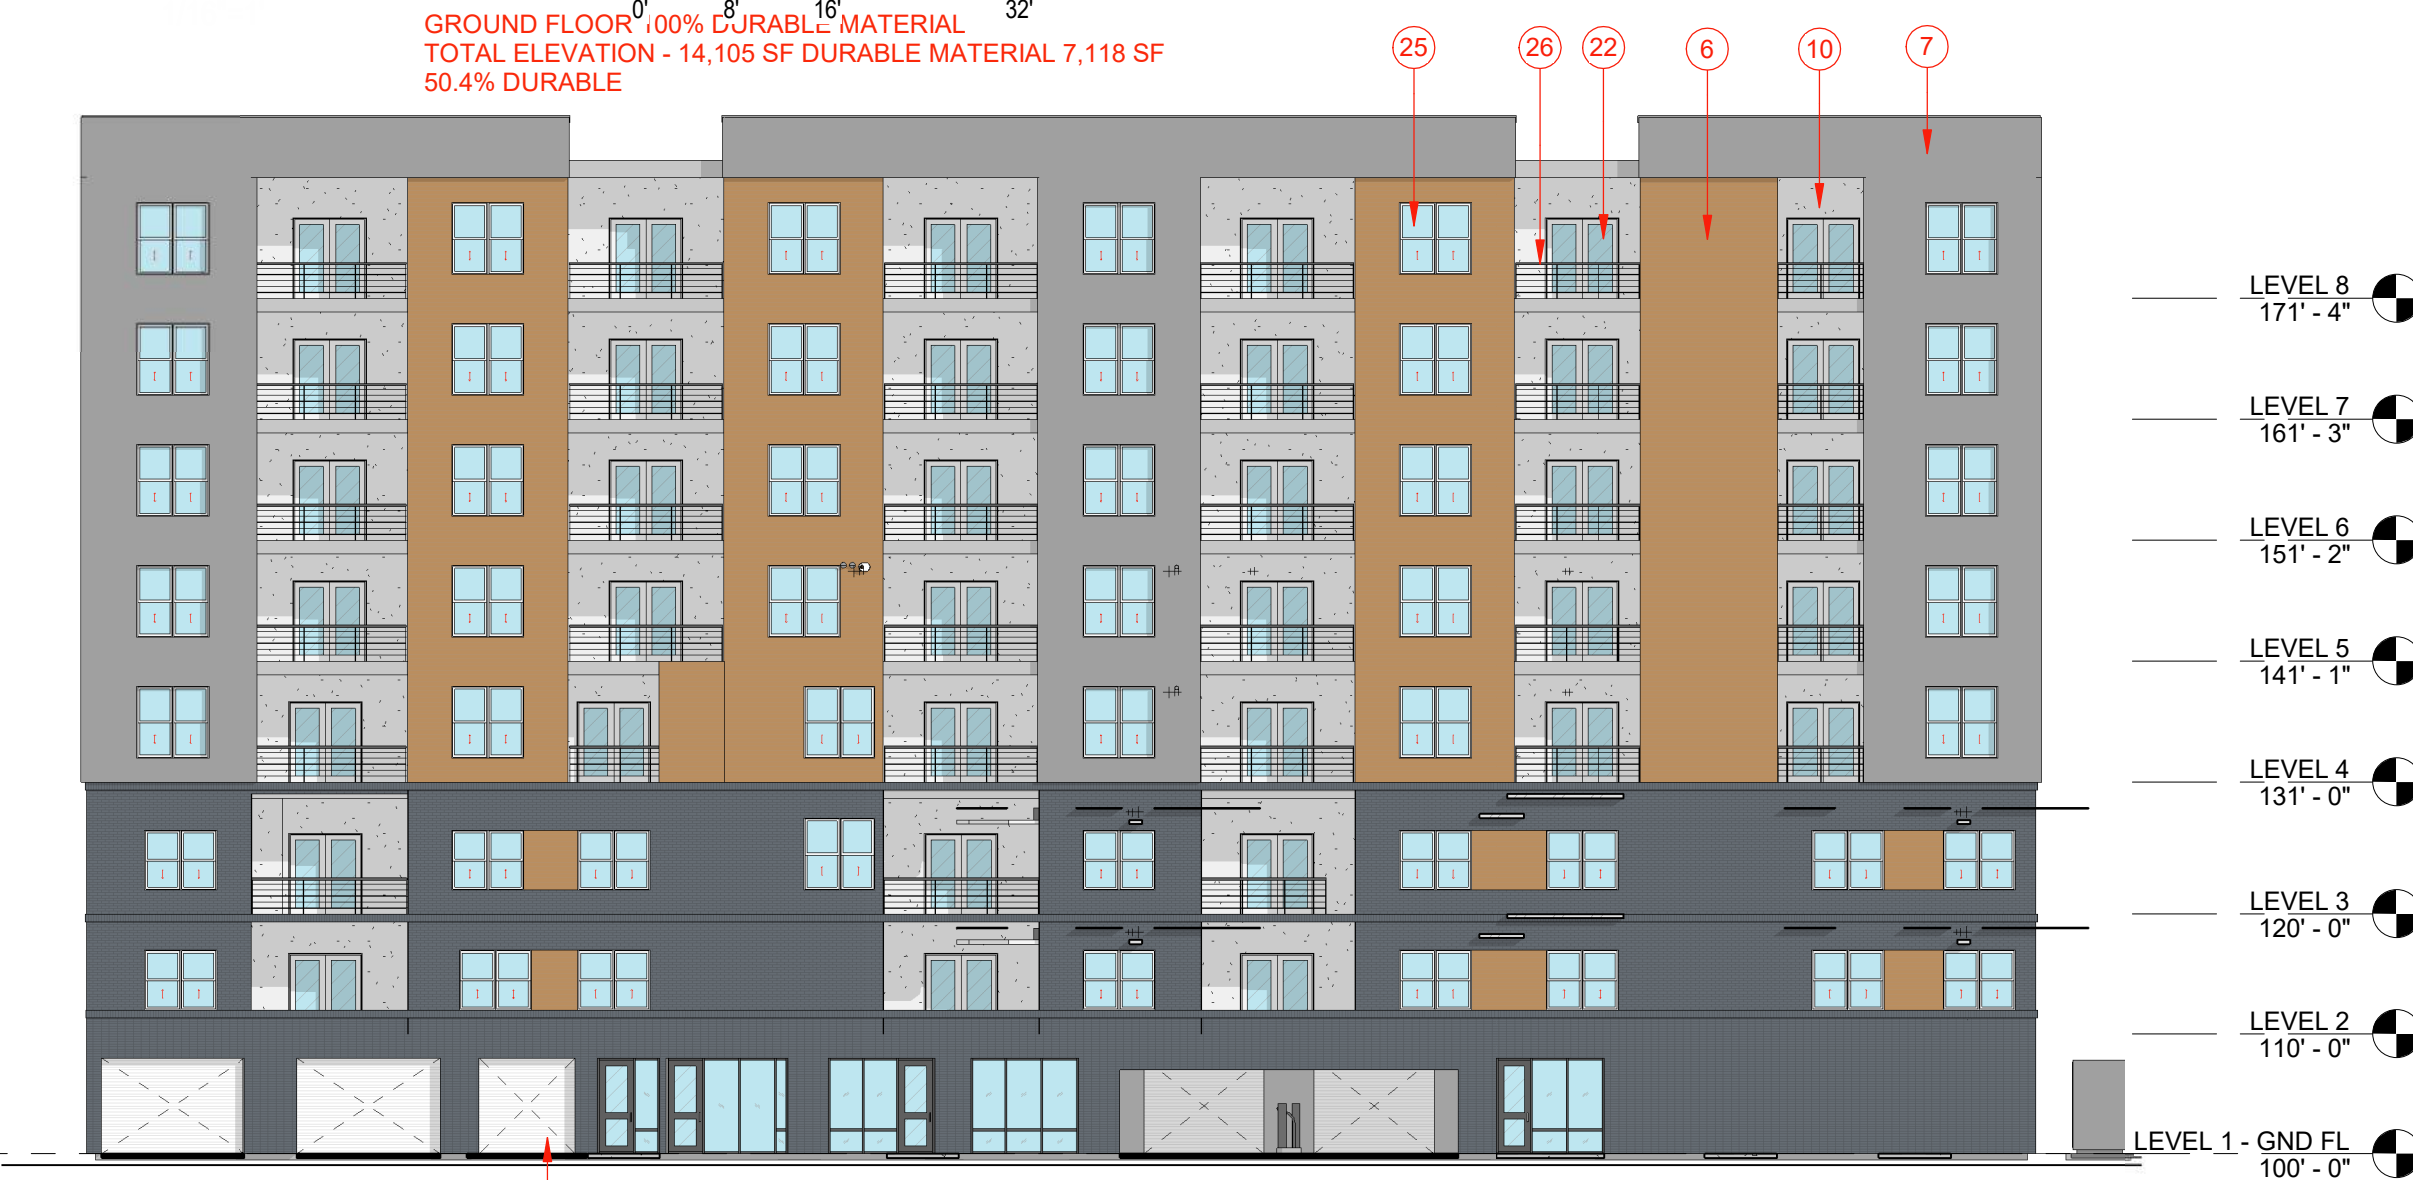 0' 8' 16' 32'
GROUND FLOOR 100% DURABLE MATERIAL
TOTAL ELEVATION - 14,105 SF DURABLE MATERIAL 7,118 SF
50.4% DURABLE
25 26 22 6 10 7
LEVEL 8
171' - 4"
LEVEL 7
161' - 3"
LEVEL 6
151' - 2"
LEVEL 5
141' - 1"
LEVEL 4
131' - 0"
LEVEL 3
120' - 0"
LEVEL 2
110' - 0"
LEVEL 1 - GND FL
100' - 0"